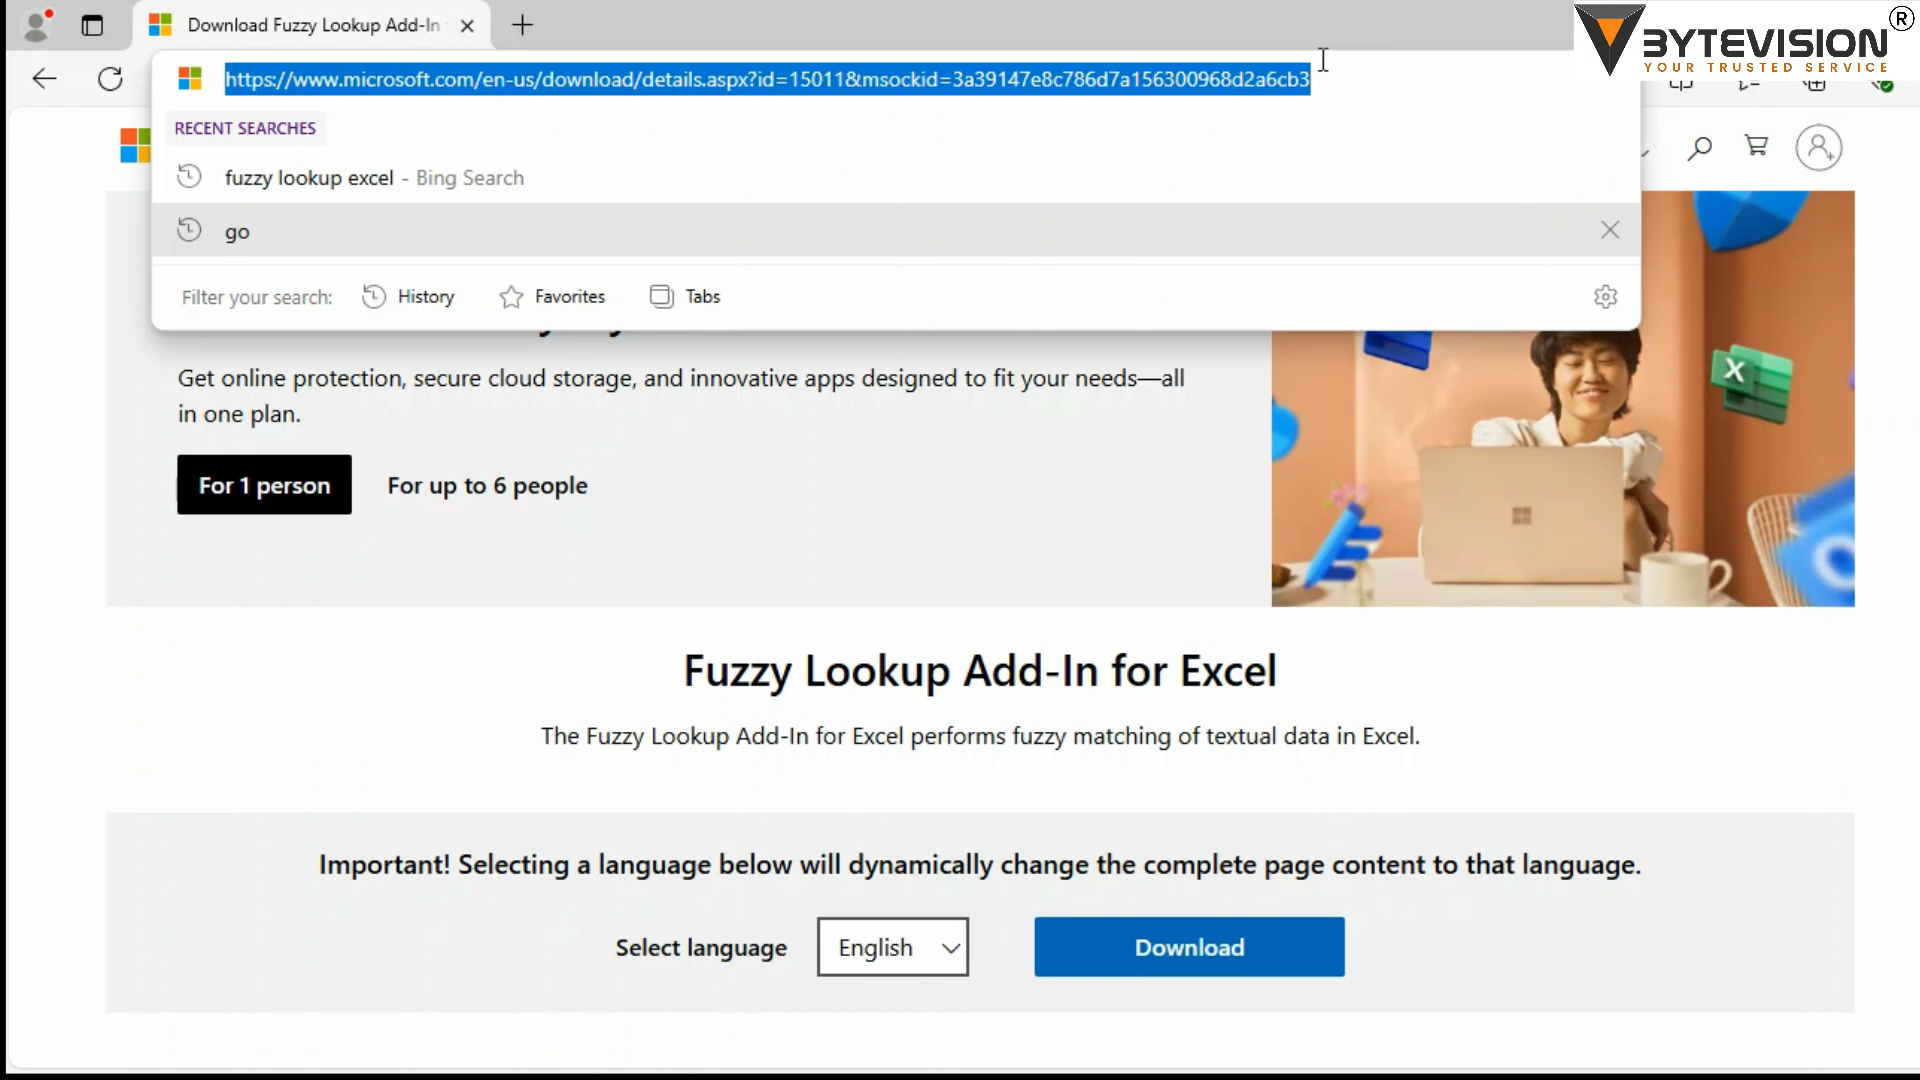 Download Fuzzy Lookup Add-In
BYTEVISION®
YOUR TRUSTED SERVICE
https://www.microsoft.com/en-us/download/details.aspx?id=15011&msockid=3a39147e8c786d7a156300968d2a6cb3
RECENT SEARCHES
fuzzy lookup excel - Bing Search
go
Filter your search: History Favorites Tabs
Get online protection, secure cloud storage, and innovative apps designed to fit your needs—all
in one plan.
For 1 person For up to 6 people
Fuzzy Lookup Add-In for Excel
The Fuzzy Lookup Add-In for Excel performs fuzzy matching of textual data in Excel.
Important! Selecting a language below will dynamically change the complete page content to that language.
Select language English Download